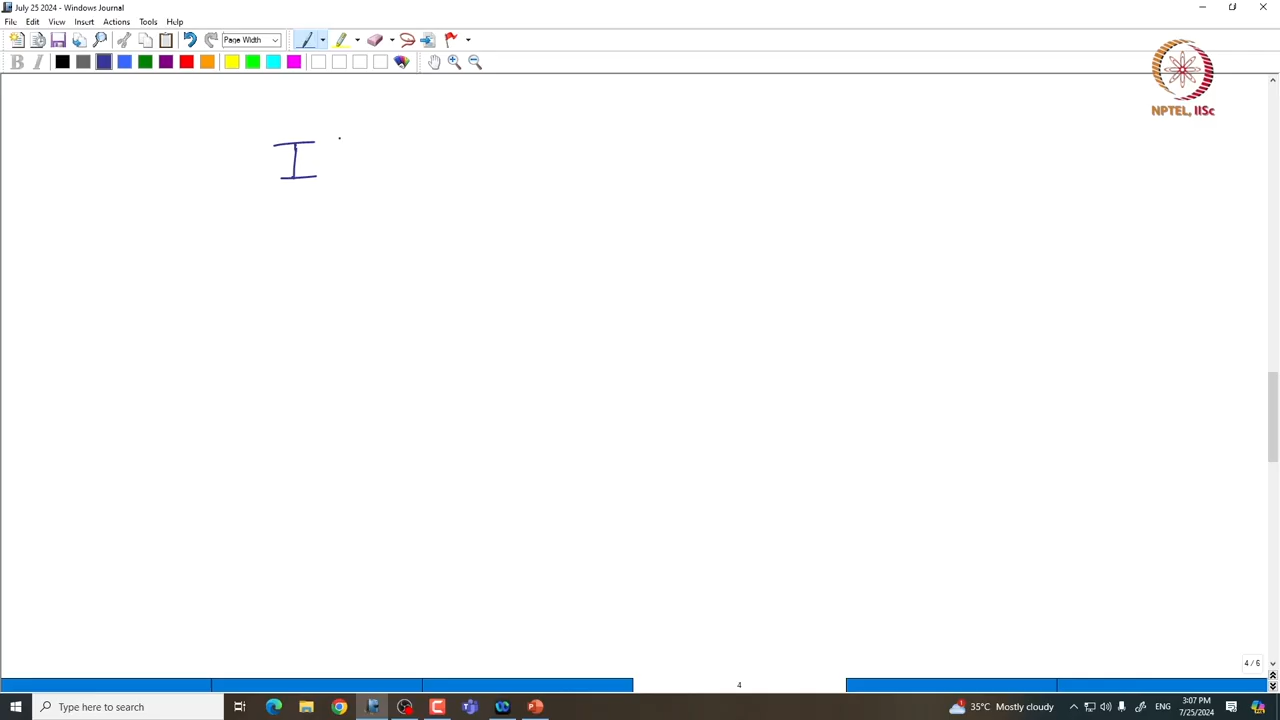 July 25 2024 - Windows Journal
File Edit View Insert Actions Tools Help
Page Width
B I
NPTEL, IISc
I
4 / 6
4
Type here to search
35°C Mostly cloudy
ENG
3:07 PM
7/25/2024